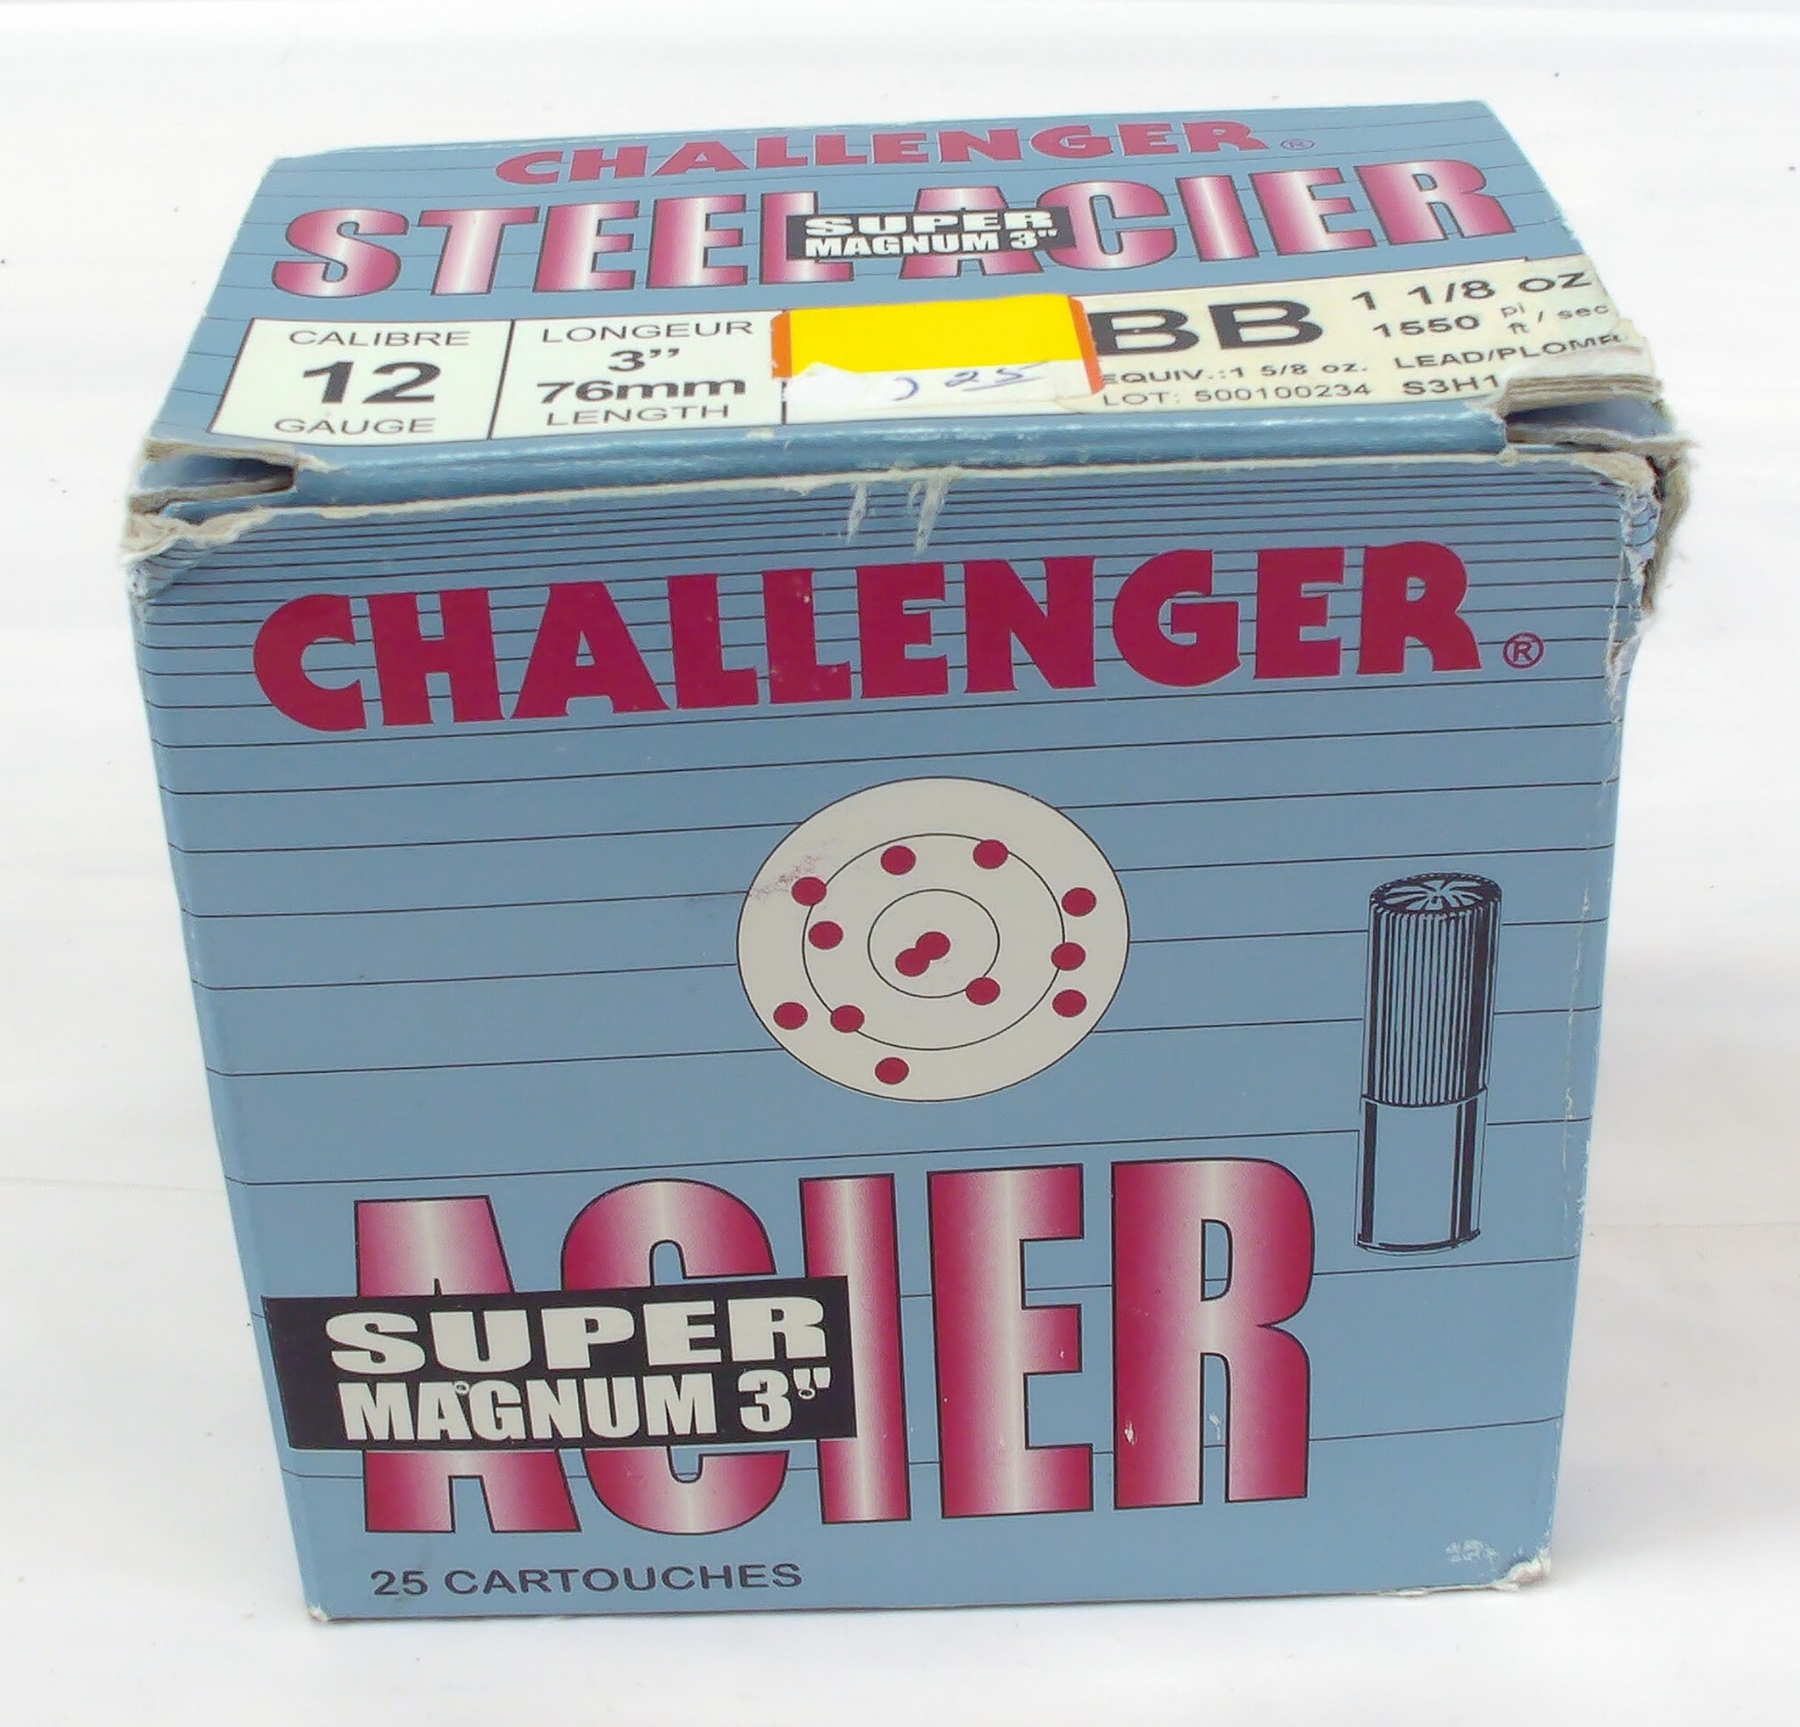 CHALLENGER®
STEEL-ACIER
SUPER
MAGNUM 3"
CALIBRE
12
GAUGE
LONGEUR
3”
76mm
LENGTH
25
BB
1 1/8 OZ
1550 pi ft / sec
EQUIV.:1 5/8 oz. LEAD/PLOMB
LOT: 500100234 S3H1
CHALLENGER®
ACIER
SUPER
MAGNUM 3"
25 CARTOUCHES